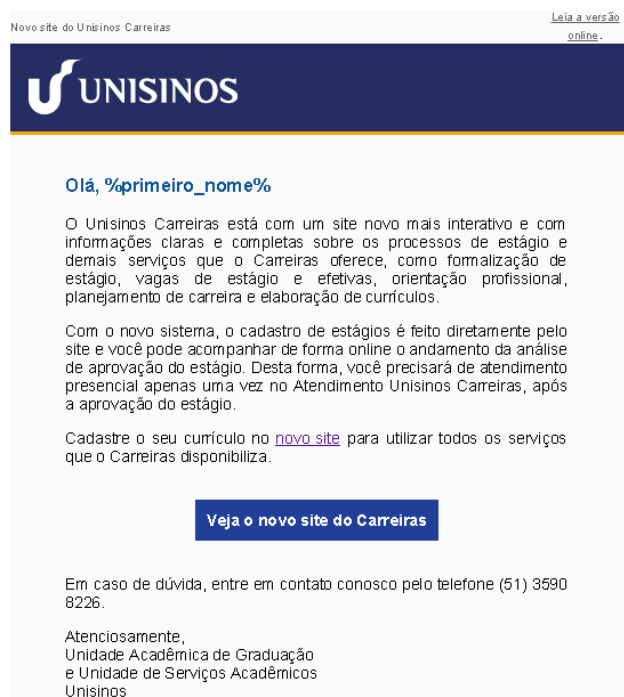 Novo site do Unisinos Carreiras
Leia a versão
online.
UNISINOS
Olá, %primeiro_nome%
O Unisinos Carreiras está com um site novo mais interativo e com
informações claras e completas sobre os processos de estágio e
demais serviços que o Carreiras oferece, como formalização de
estágio, vagas de estágio e efetivas, orientação profissional,
planejamento de carreira e elaboração de currículos.
Com o novo sistema, o cadastro de estágios é feito diretamente pelo
site e você pode acompanhar de forma online o andamento da análise
de aprovação do estágio. Desta forma, você precisará de atendimento
presencial apenas uma vez no Atendimento Unisinos Carreiras, após
a aprovação do estágio.
Cadastre o seu currículo no novo site para utilizar todos os serviços
que o Carreiras disponibiliza.
Veja o novo site do Carreiras
Em caso de dúvida, entre em contato conosco pelo telefone (51) 3590
8226.
Atenciosamente,
Unidade Acadêmica de Graduação
e Unidade de Serviços Acadêmicos
Unisinos